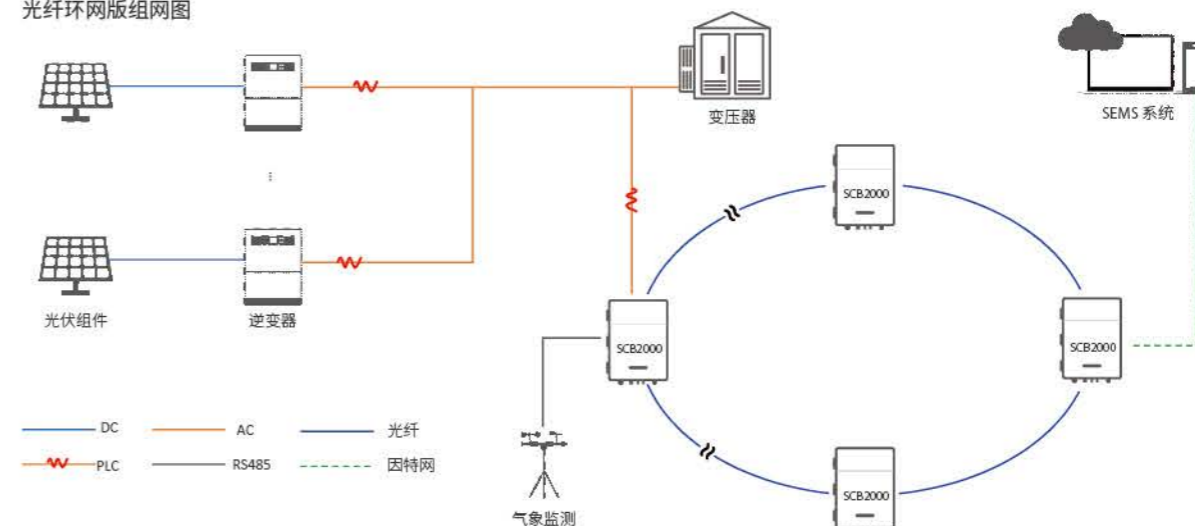 光纤环网版组网图
变压器
SEMS 系统
SCB2000
光伏组件
逆变器
SCB2000
SCB2000
DC
AC
光纤
PLC
RS485
因特网
SCB2000
气象监测